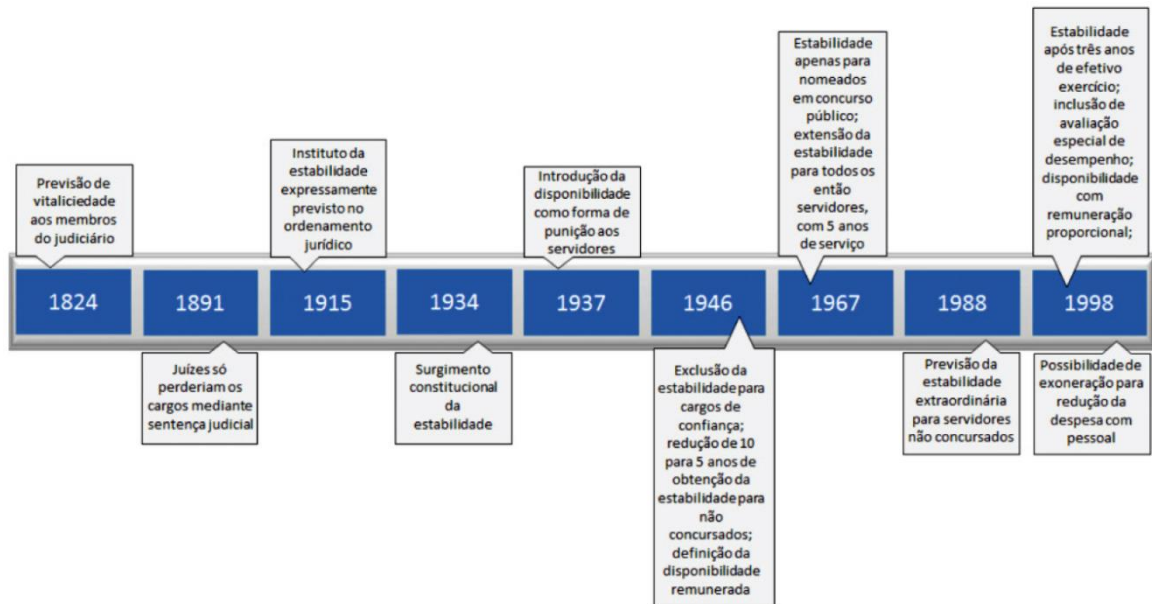 Previsão de
vitaliciedade
aos membros
do judiciário
Instituto da
estabilidade
expressamente
previsto no
ordenamento
jurídico
Introdução da
disponibilidade
como forma de
punição aos
servidores
Estabilidade
apenas para
nomeados
em concurso
público;
extensão da
estabilidade
para todos os
então
servidores,
com 5 anos
de serviço
Estabilidade
após três anos
de efetivo
exercício;
inclusão de
avaliação
especial de
desempenho;
disponibilidade
com
remuneração
proporcional;
1824
1891
1915
1934
1937
1946
1967
1988
1998
Juízes só
perderiam os
cargos mediante
sentença judicial
Surgimento
constitucional
da
estabilidade
Exclusão da
estabilidade para
cargos de
confiança;
redução de 10
para 5 anos de
obtenção da
estabilidade para
não
concursados;
definição da
disponibilidade
remunerada
Previsão da
estabilidade
extraordinária
para servidores
não concursados
Possibilidade de
exoneração para
redução da
despesa com
pessoal